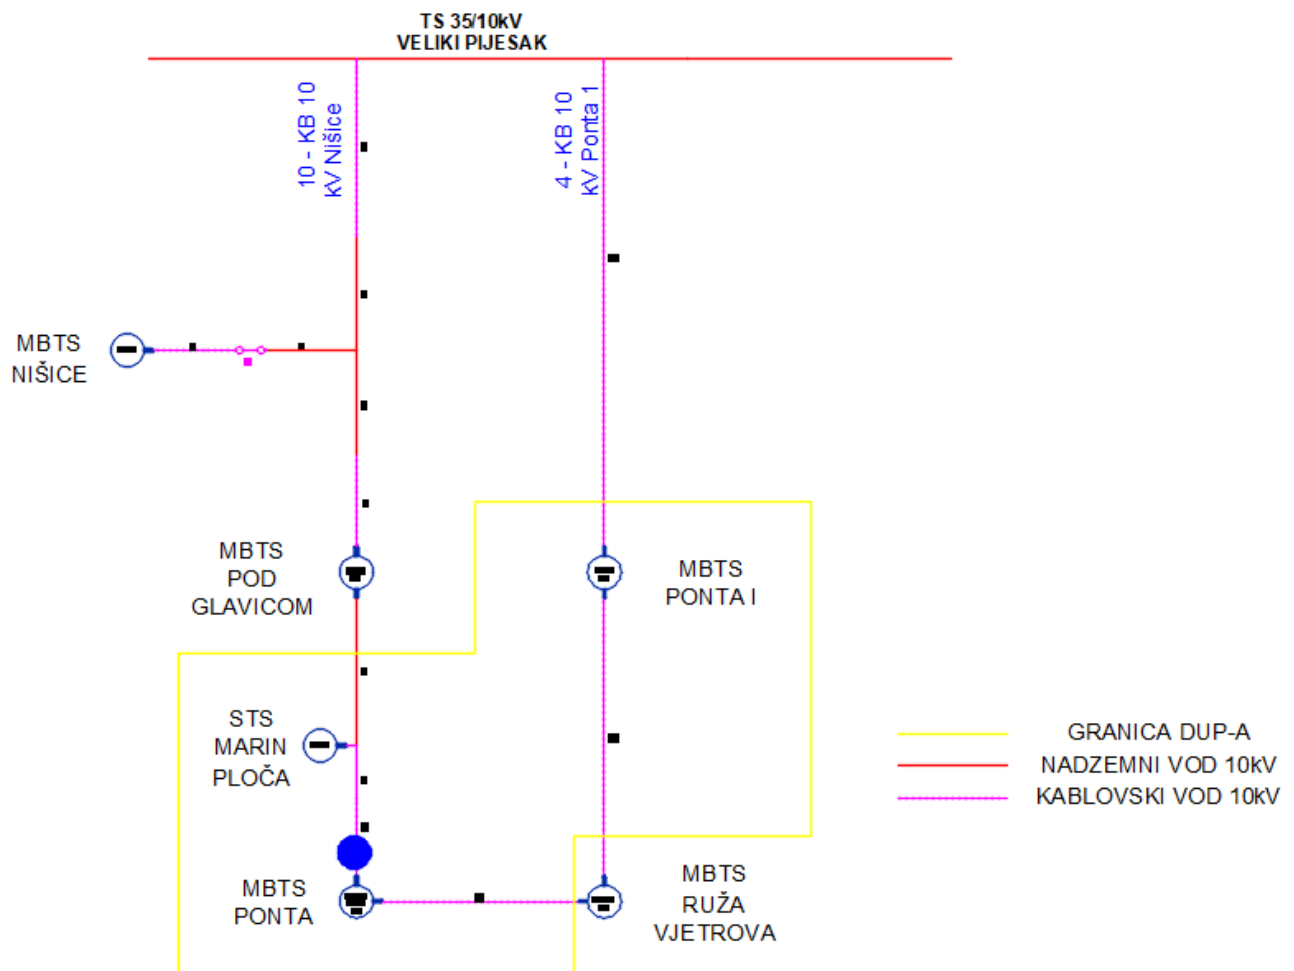 TS 35/10kV
VELIKI PIJESAK
10 - KB 10
kV Nišice
4 - KB 10
kV Ponta 1
MBTS
NIŠICE
MBTS
POD
GLAVICOM
MBTS
PONTA I
STS
MARIN
PLOČA
GRANICA DUP-A
NADZEMNI VOD 10kV
KABLOVSKI VOD 10kV
MBTS
PONTA
MBTS
RUŽA
VJETROVA